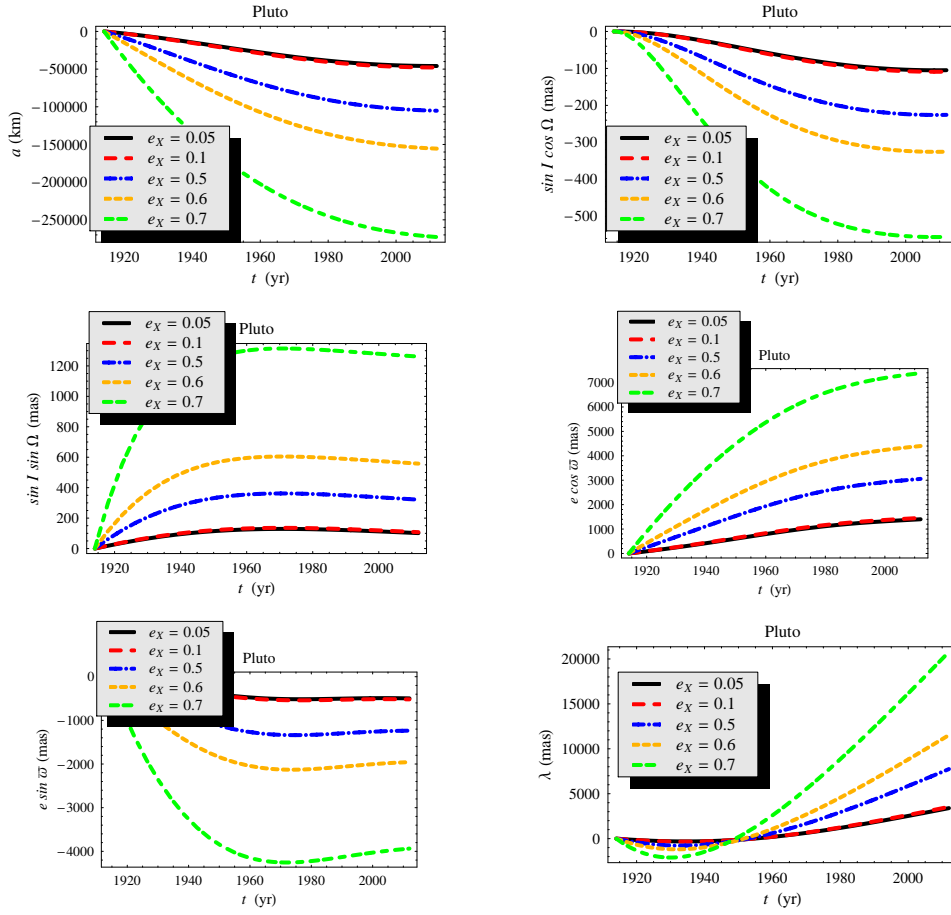 Pluto
0
−50000
−100000
−150000
−200000
−250000
a (km)
e_X = 0.05
e_X = 0.1
e_X = 0.5
e_X = 0.6
e_X = 0.7
1920 1940 1960 1980 2000
t (yr)
Pluto
0
−100
−200
−300
−400
−500
sin I cos Ω (mas)
e_X = 0.05
e_X = 0.1
e_X = 0.5
e_X = 0.6
e_X = 0.7
1920 1940 1960 1980 2000
t (yr)
Pluto
1200
1000
800
600
400
200
0
sin I sin Ω (mas)
e_X = 0.05
e_X = 0.1
e_X = 0.5
e_X = 0.6
e_X = 0.7
1920 1940 1960 1980 2000
t (yr)
Pluto
7000
6000
5000
4000
3000
2000
1000
0
e cos ϖ (mas)
e_X = 0.05
e_X = 0.1
e_X = 0.5
e_X = 0.6
e_X = 0.7
1920 1940 1960 1980 2000
t (yr)
Pluto
0
−1000
−2000
−3000
−4000
e sin ϖ (mas)
e_X = 0.05
e_X = 0.1
e_X = 0.5
e_X = 0.6
e_X = 0.7
1920 1940 1960 1980 2000
t (yr)
Pluto
20000
15000
10000
5000
0
λ (mas)
e_X = 0.05
e_X = 0.1
e_X = 0.5
e_X = 0.6
e_X = 0.7
1920 1940 1960 1980 2000
t (yr)